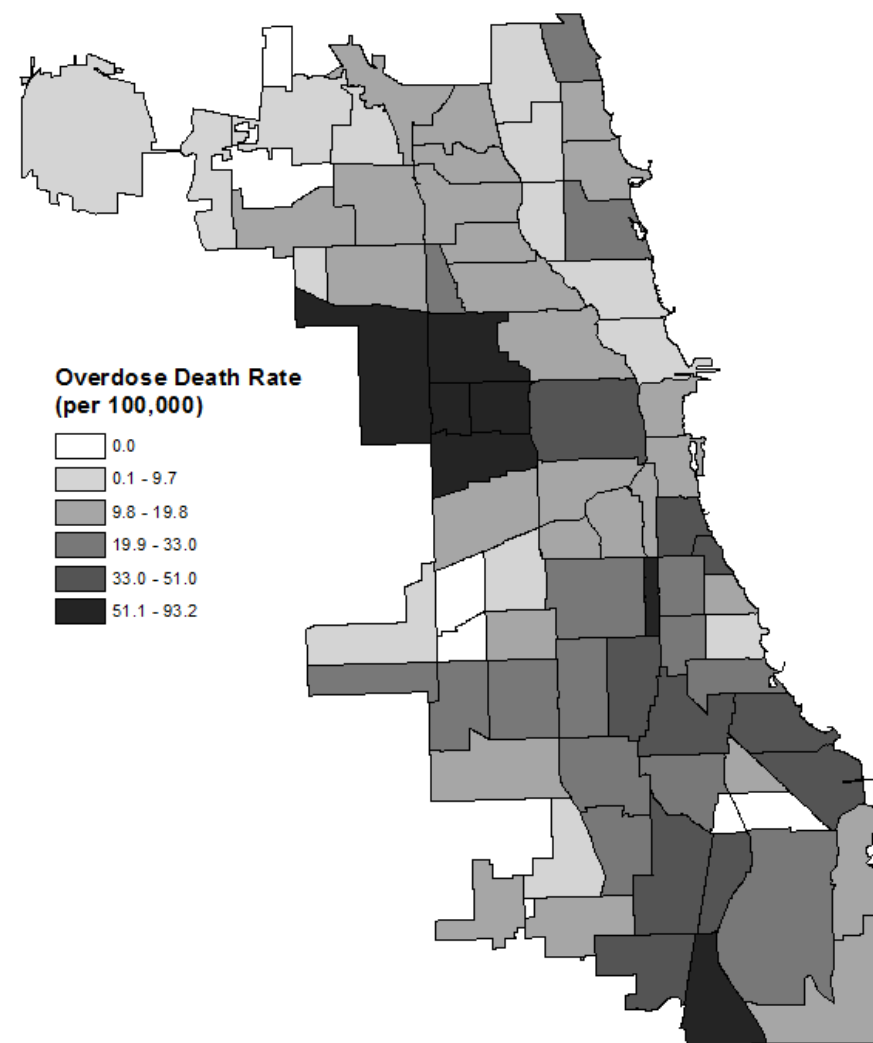 Overdose Death Rate
(per 100,000)
0.0
0.1 - 9.7
9.8 - 19.8
19.9 - 33.0
33.0 - 51.0
51.1 - 93.2